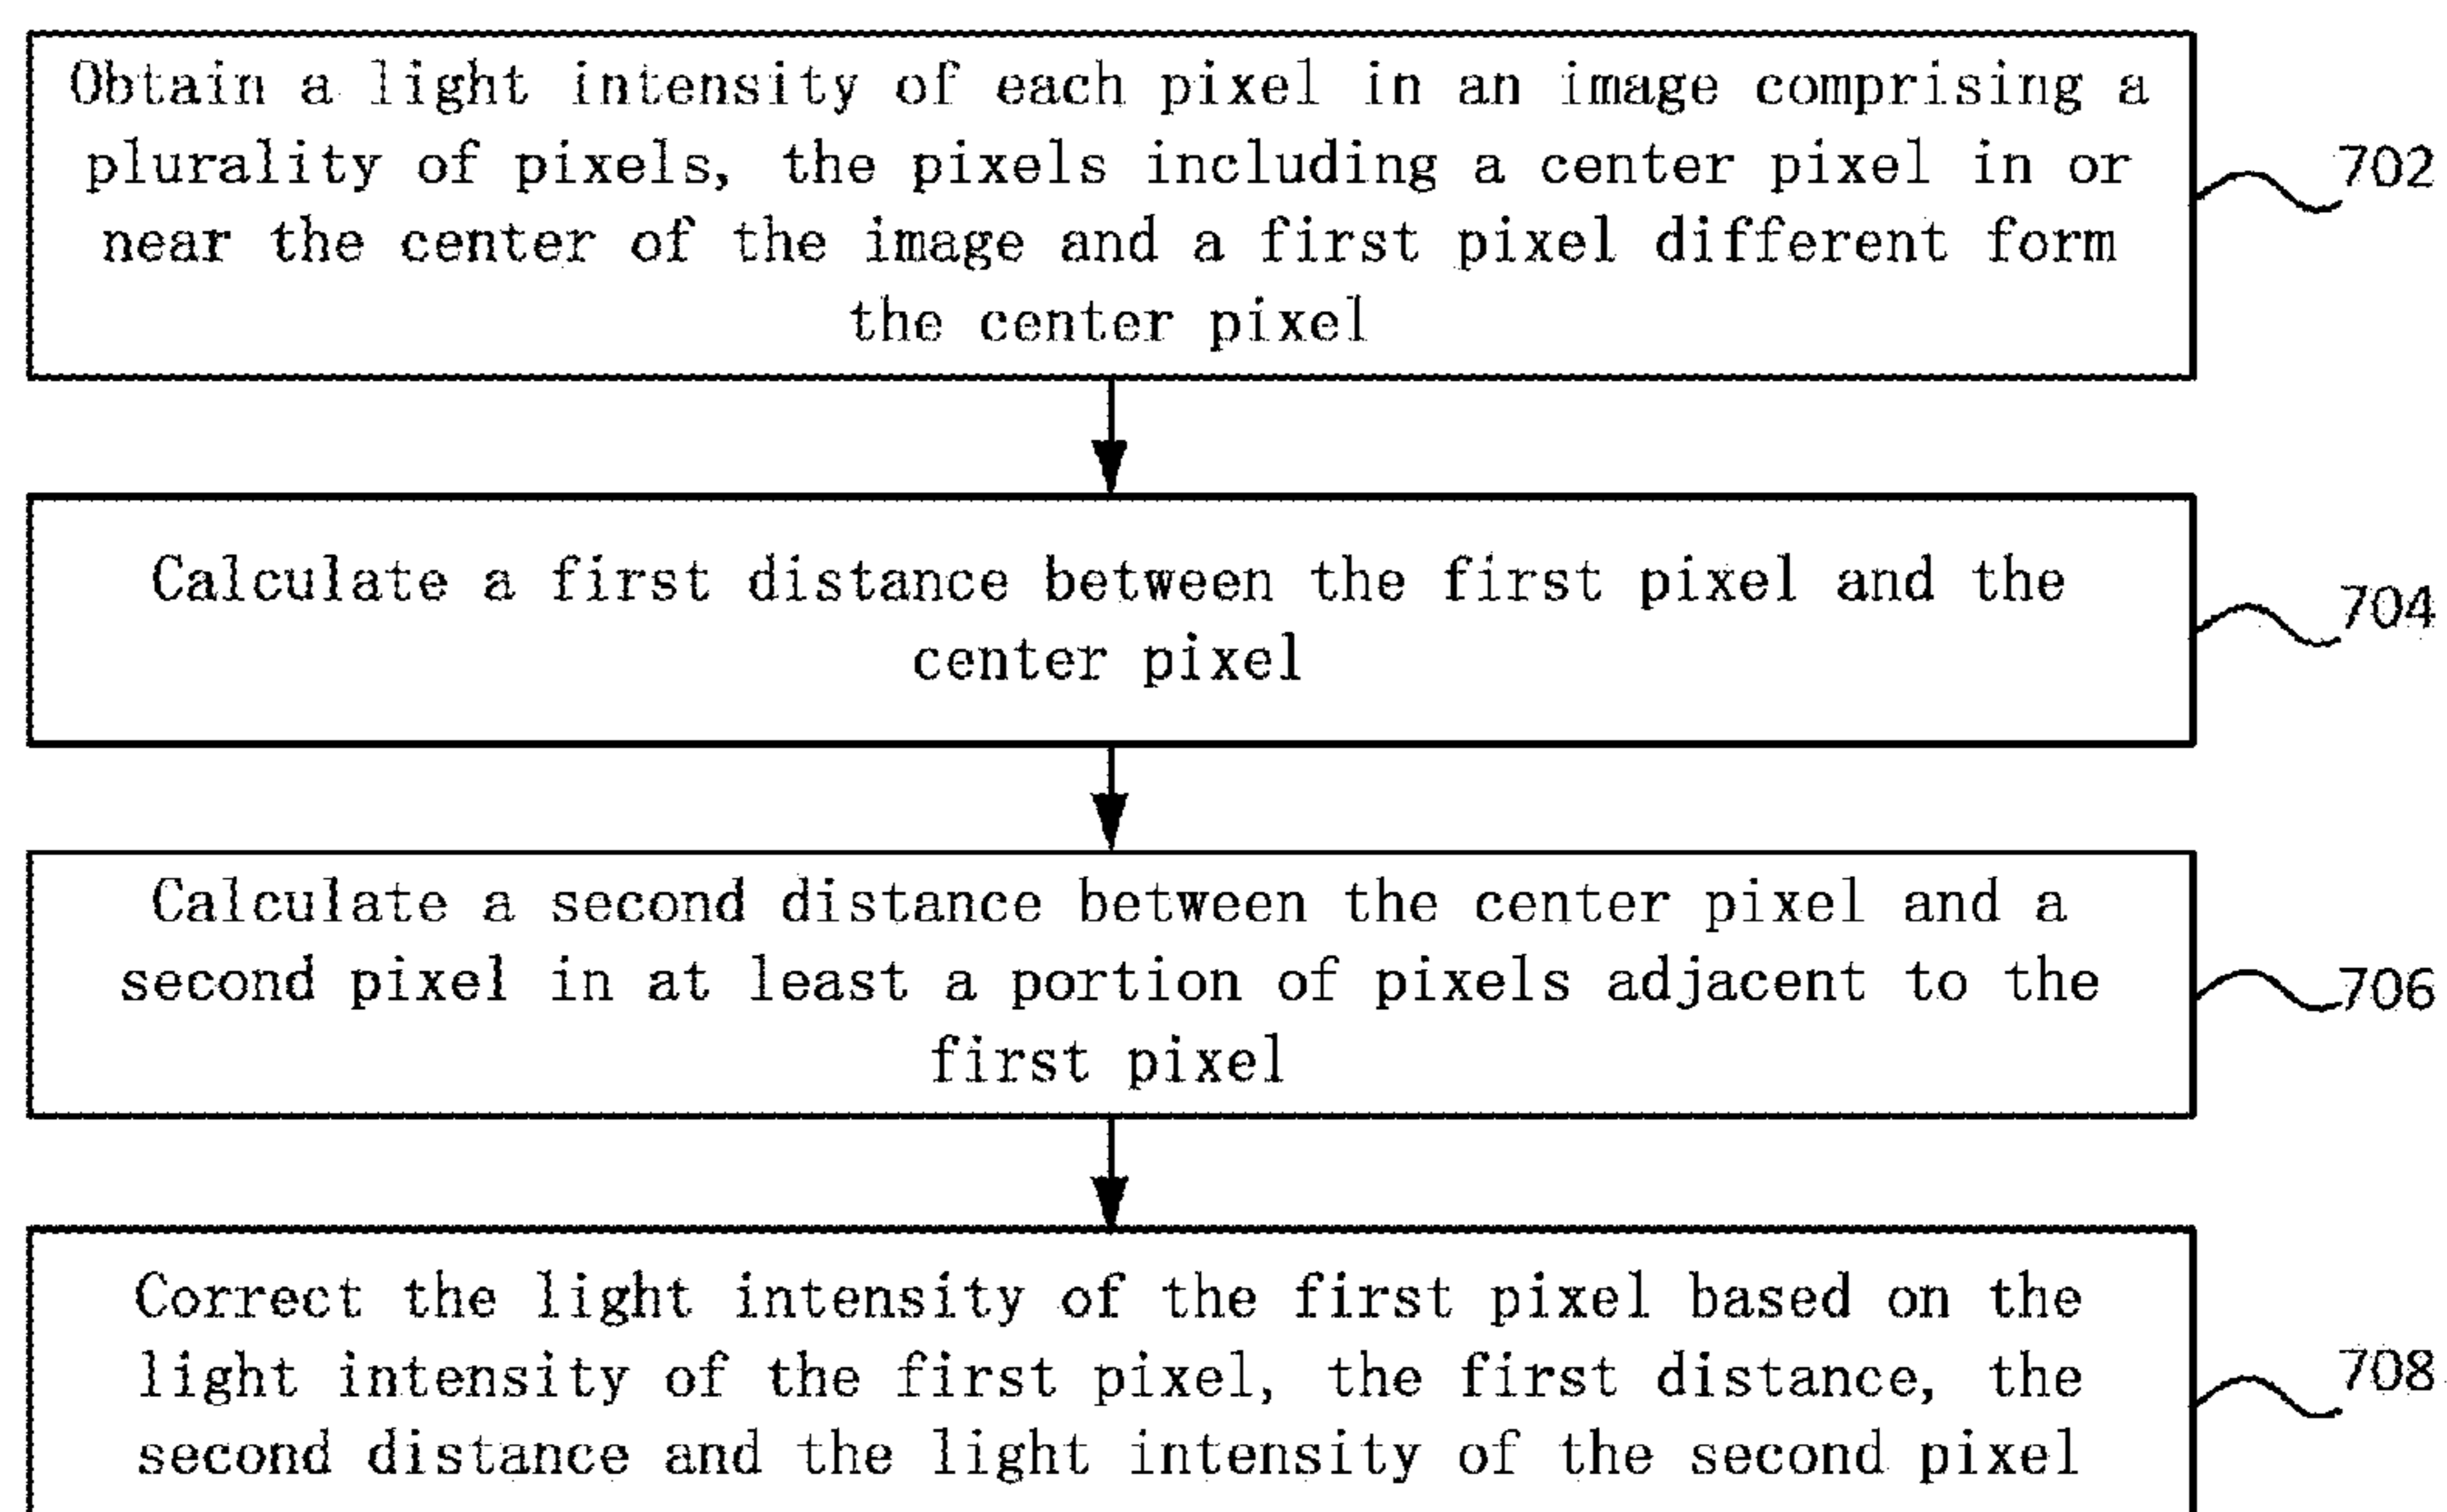 Obtain a light intensity of each pixel in an image comprising a
plurality of pixels, the pixels including a center pixel in or
near the center of the image and a first pixel different form
the center pixel
702
Calculate a first distance between the first pixel and the
center pixel
704
Calculate a second distance between the center pixel and a
second pixel in at least a portion of pixels adjacent to the
first pixel
706
Correct the light intensity of the first pixel based on the
light intensity of the first pixel, the first distance, the
second distance and the light intensity of the second pixel
708